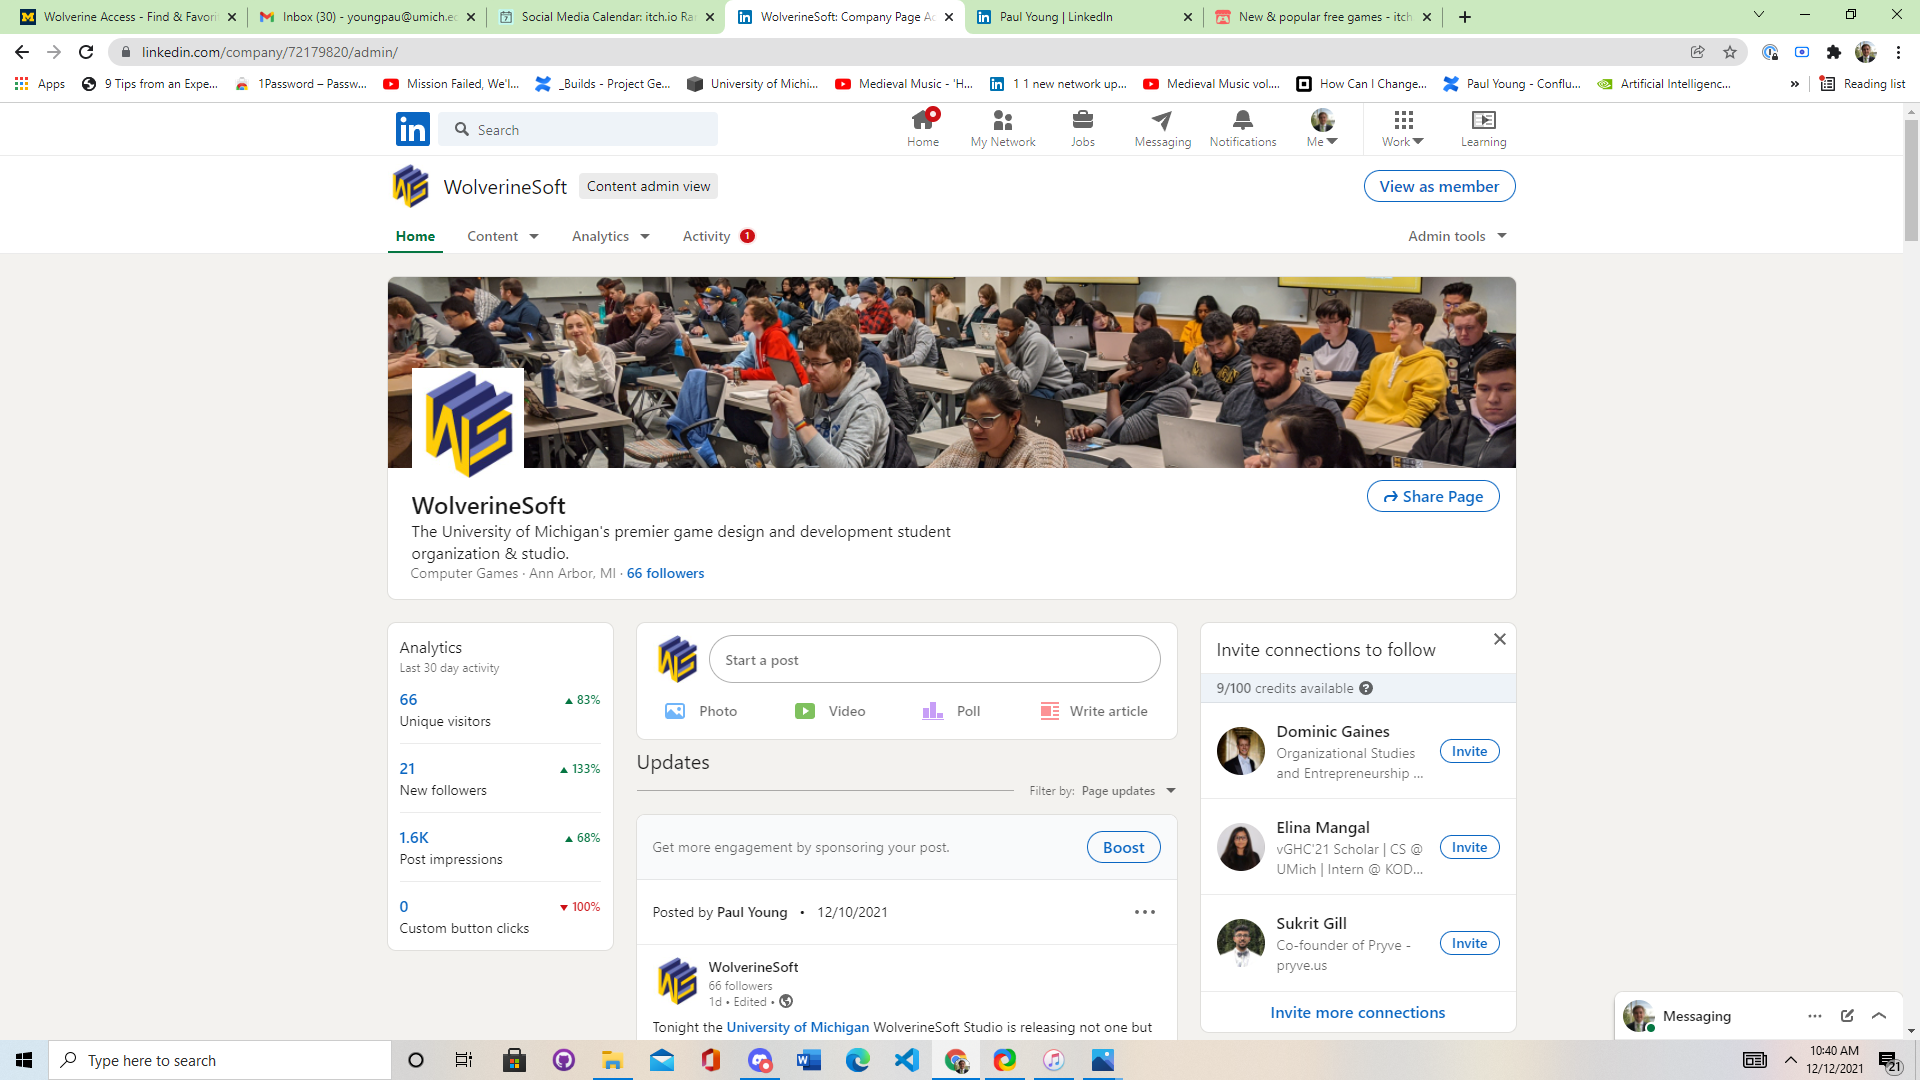 Wolverine Access - Find & Favori
Inbox (30) - youngpau@umich.ec
Social Media Calendar: itch.io Ra
WolverineSoft: Company Page Ac
Paul Young | LinkedIn
New & popular free games - itch
linkedin.com/company/72179820/admin/
Apps
9 Tips from an Expe...
1Password – Passw...
Mission Failed, We'l...
_Builds - Project Ge...
University of Michi...
Medieval Music - 'H...
1 1 new network up...
Medieval Music vol....
How Can I Change...
Paul Young - Conflu...
Artificial Intelligenc...
»
Reading list
in
Search
Home
My Network
Jobs
Messaging
Notifications
Me
Work
Learning
WolverineSoft
Content admin view
View as member
Home
Content
Analytics
Activity 1
Admin tools
WolverineSoft
Share Page
The University of Michigan's premier game design and development student
organization & studio.
Computer Games · Ann Arbor, MI · 66 followers
Analytics
Last 30 day activity
66 83%
Unique visitors
21 133%
New followers
1.6K 68%
Post impressions
0 100%
Custom button clicks
Start a post
Photo
Video
Poll
Write article
Updates
Filter by: Page updates
Get more engagement by sponsoring your post.
Boost
Posted by Paul Young • 12/10/2021
WolverineSoft
66 followers
1d • Edited •
Tonight the University of Michigan WolverineSoft Studio is releasing not one but
Invite connections to follow
9/100 credits available
Dominic Gaines
Organizational Studies
and Entrepreneurship ...
Invite
Elina Mangal
vGHC'21 Scholar | CS @
UMich | Intern @ KOD...
Invite
Sukrit Gill
Co-founder of Pryve -
pryve.us
Invite
Invite more connections
Messaging
Type here to search
10:40 AM
12/12/2021
21